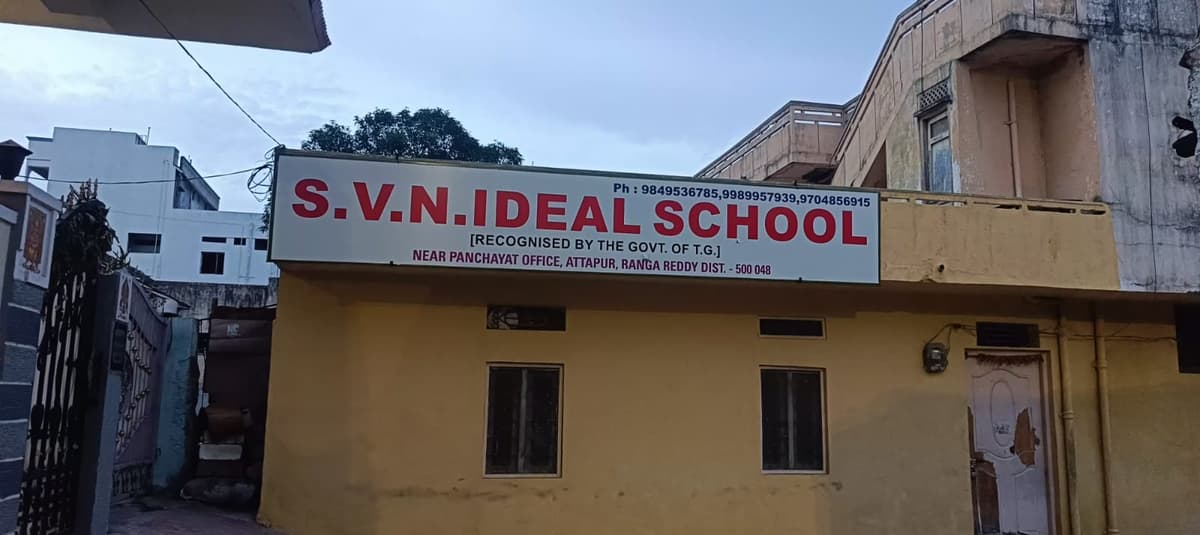 Ph : 9849536785,9989957939,9704856915
S.V.N.IDEAL SCHOOL
[RECOGNISED BY THE GOVT. OF T.G.]
NEAR PANCHAYAT OFFICE, ATTAPUR, RANGA REDDY DIST. - 500 048